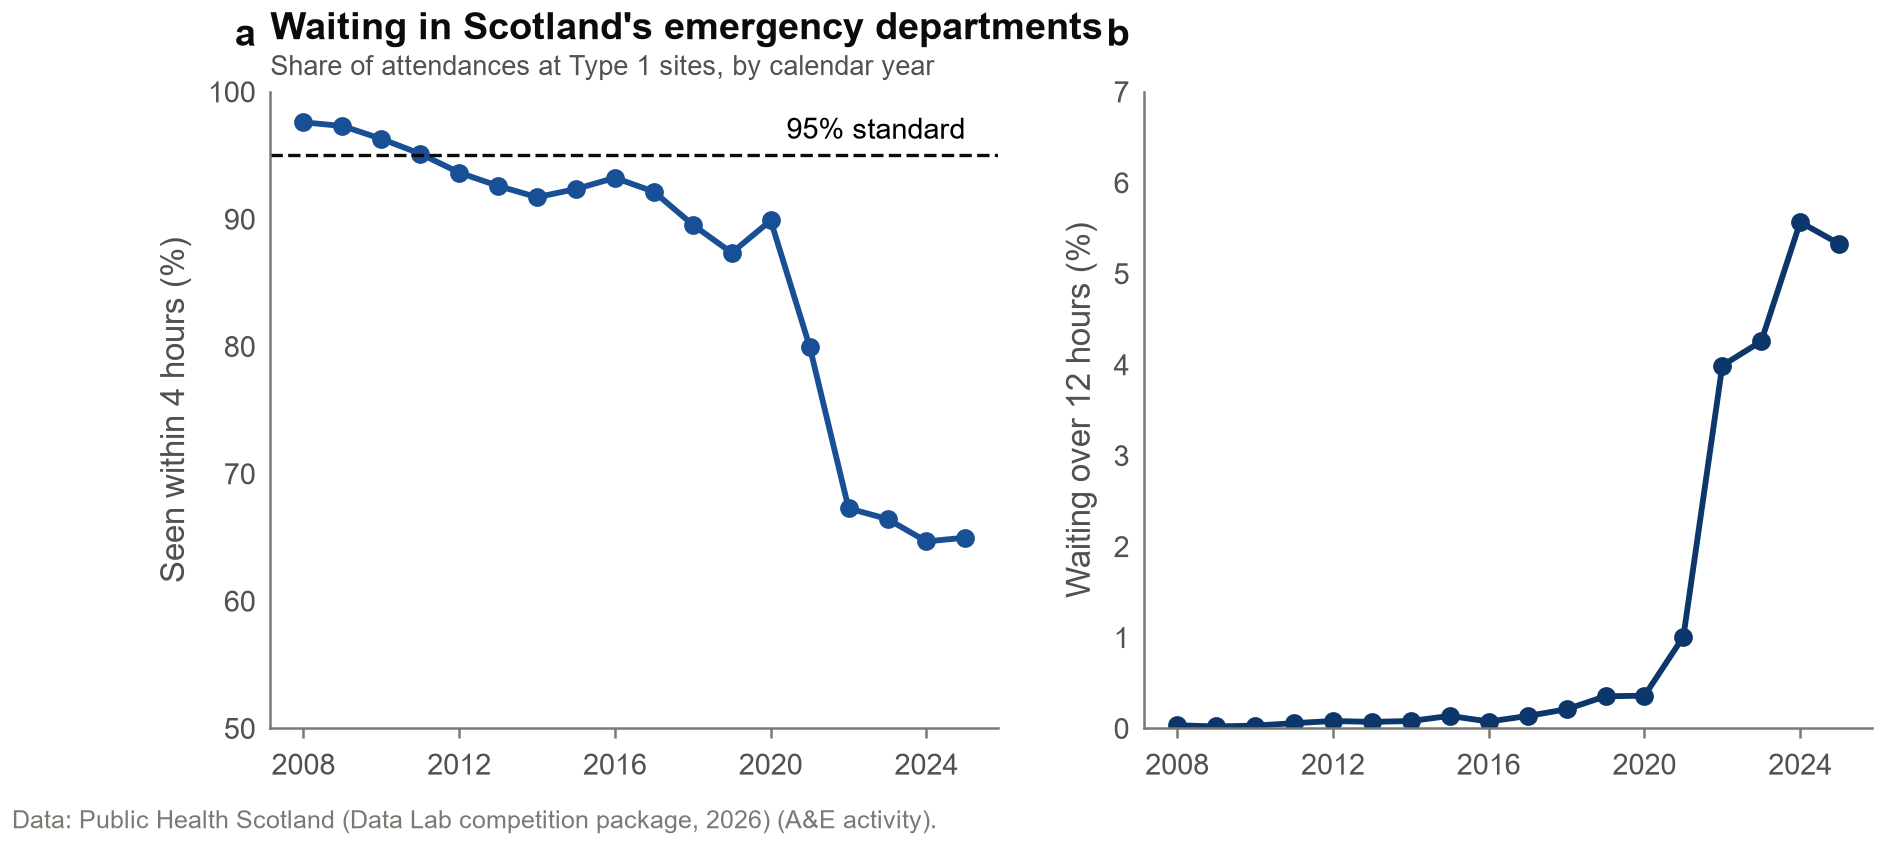 a
Waiting in Scotland's emergency departments
Share of attendances at Type 1 sites, by calendar year
Seen within 4 hours (%)
100
90
80
70
60
50
95% standard
2008 2012 2016 2020 2024
b
Waiting over 12 hours (%)
7
6
5
4
3
2
1
0
2008 2012 2016 2020 2024
Data: Public Health Scotland (Data Lab competition package, 2026) (A&E activity).